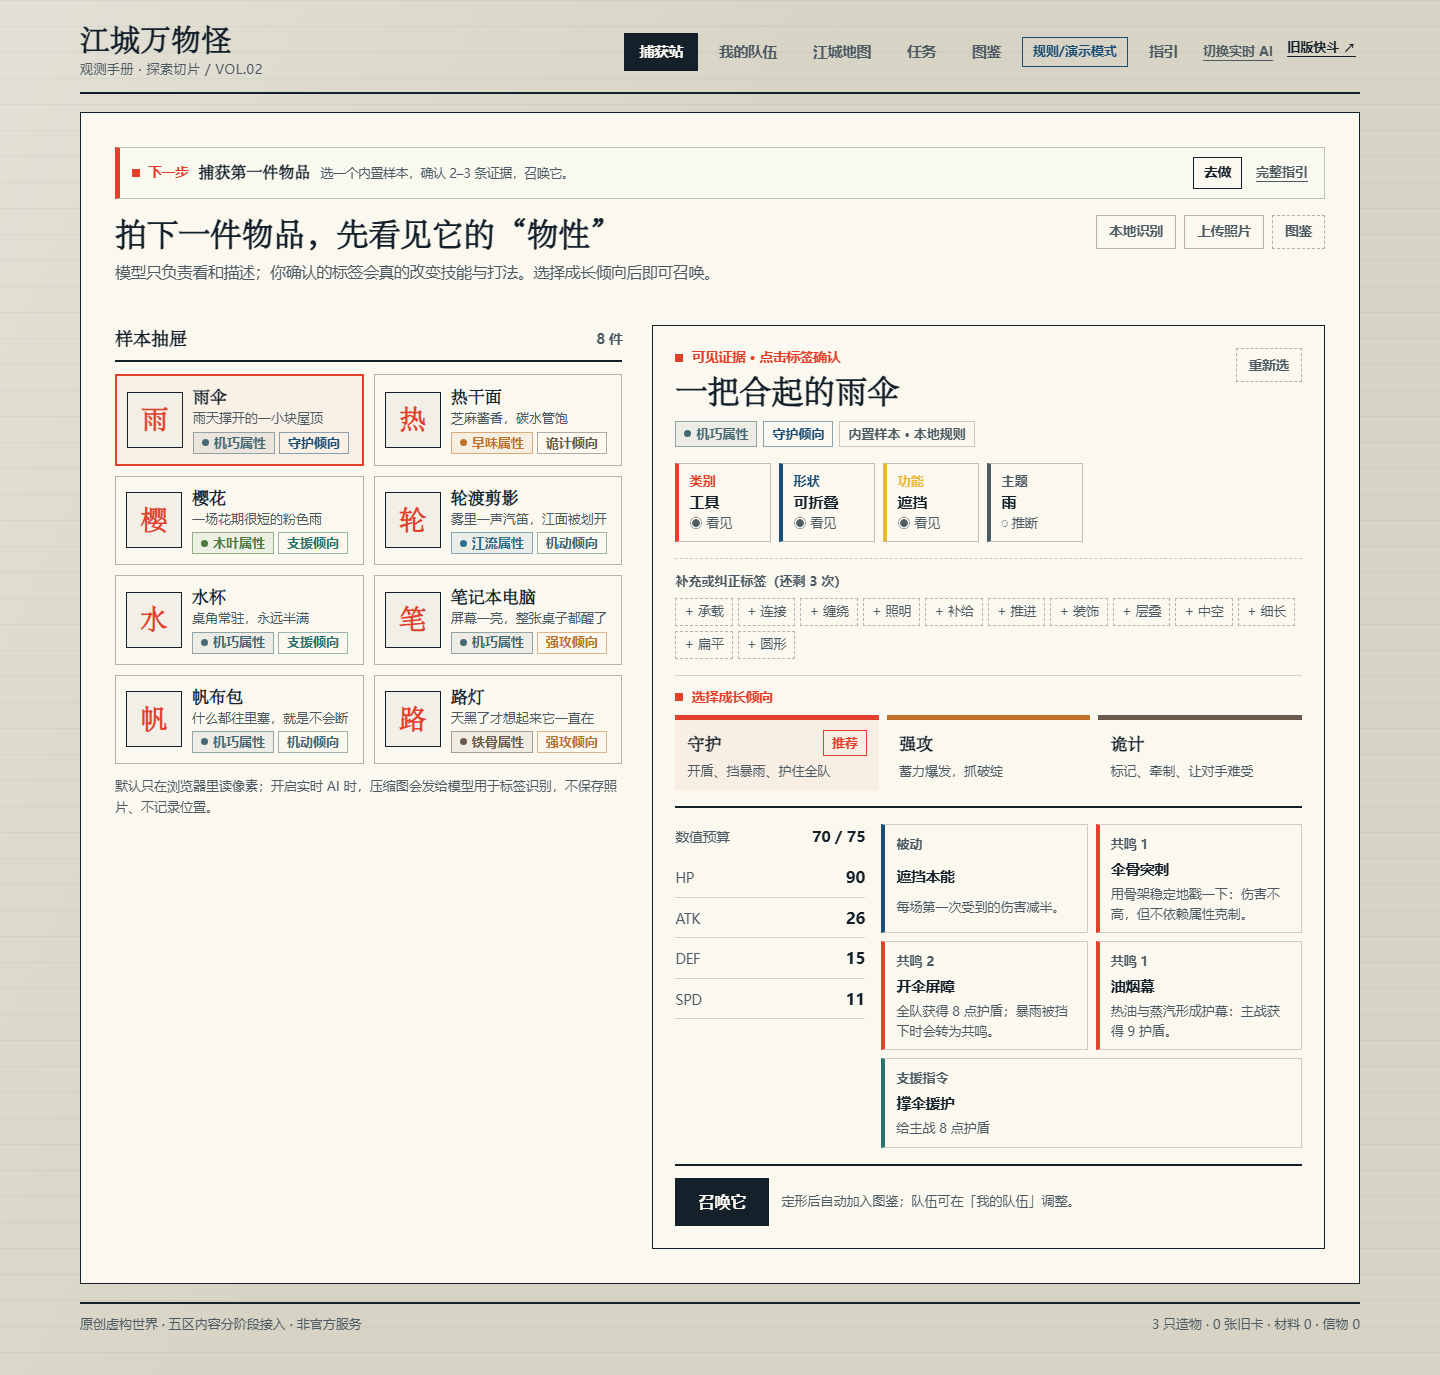 江城万物怪
观测手册 · 探索切片 / VOL.02
捕获站 我的队伍 江城地图 任务 图鉴 规则/演示模式 指引 切换实时 AI 旧版快斗 ↗
下一步 捕获第一件物品 选一个内置样本，确认 2–3 条证据，召唤它。 去做 完整指引
拍下一件物品，先看见它的“物性”
本地识别 上传照片 图鉴
模型只负责看和描述；你确认的标签会真的改变技能与打法。选择成长倾向后即可召唤。
样本抽屉 8 件
雨
雨伞
雨天撑开的一小块屋顶
机巧属性 守护倾向
热
热干面
芝麻酱香，碳水管饱
早味属性 诡计倾向
樱
樱花
一场花期很短的粉色雨
木叶属性 支援倾向
轮
轮渡剪影
雾里一声汽笛，江面被划开
江流属性 机动倾向
水
水杯
桌角常驻，永远半满
机巧属性 支援倾向
笔
笔记本电脑
屏幕一亮，整张桌子都醒了
机巧属性 强攻倾向
帆
帆布包
什么都往里塞，就是不会断
机巧属性 机动倾向
路
路灯
天黑了才想起来它一直在
铁骨属性 强攻倾向
默认只在浏览器里读像素；开启实时 AI 时，压缩图会发给模型用于标签识别，不保存照
片、不记录位置。
可见证据 • 点击标签确认
重新选
一把合起的雨伞
机巧属性 守护倾向 内置样本 • 本地规则
类别
工具
◉ 看见
形状
可折叠
◉ 看见
功能
遮挡
◉ 看见
主题
雨
○ 推断
补充或纠正标签（还剩 3 次）
+ 承载 + 连接 + 缠绕 + 照明 + 补给 + 推进 + 装饰 + 层叠 + 中空 + 细长
+ 扁平 + 圆形
选择成长倾向
守护 推荐
开盾、挡暴雨、护住全队
强攻
蓄力爆发，抓破绽
诡计
标记、牵制、让对手难受
数值预算 70 / 75
HP 90
ATK 26
DEF 15
SPD 11
被动
遮挡本能
每场第一次受到的伤害减半。
共鸣 1
伞骨突刺
用骨架稳定地戳一下：伤害不
高，但不依赖属性克制。
共鸣 2
开伞屏障
全队获得 8 点护盾；暴雨被挡
下时会转为共鸣。
共鸣 1
油烟幕
热油与蒸汽形成护幕：主战获
得 9 护盾。
支援指令
撑伞援护
给主战 8 点护盾
召唤它 定形后自动加入图鉴；队伍可在「我的队伍」调整。
原创虚构世界 · 五区内容分阶段接入 · 非官方服务
3 只造物 · 0 张旧卡 · 材料 0 · 信物 0